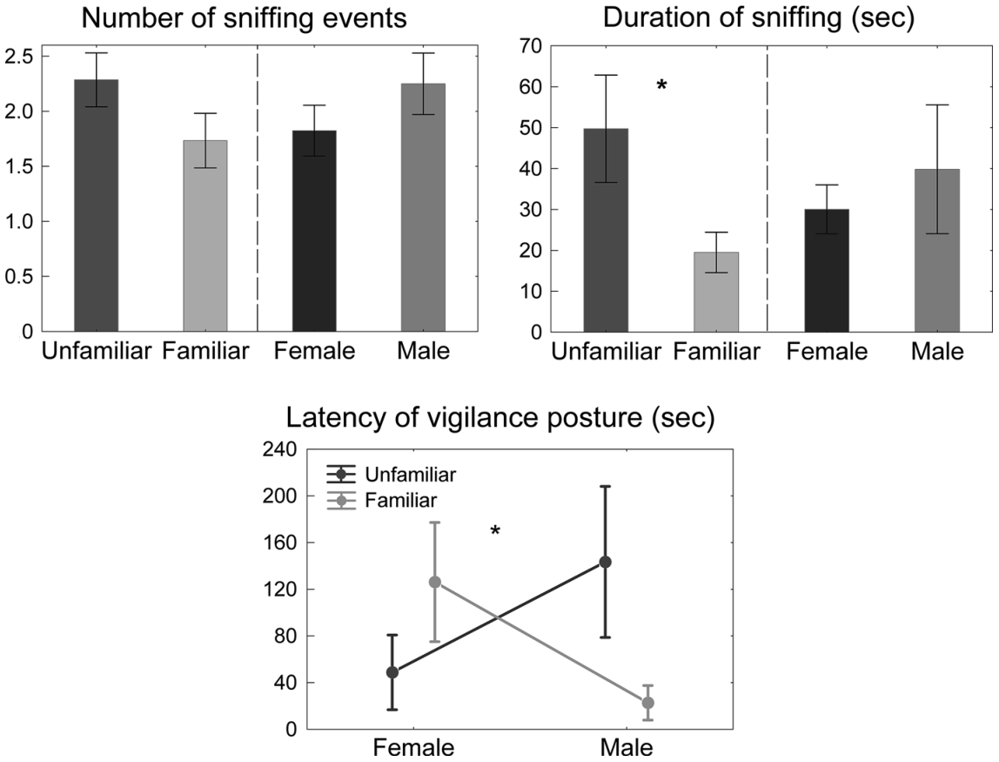 Number of sniffing events
2.5
2.0
1.5
1.0
0.5
0
Unfamiliar Familiar Female Male
Duration of sniffing (sec)
70
60
50
40
30
20
10
0
*
Unfamiliar Familiar Female Male
Latency of vigilance posture (sec)
240
200
160
120
80
40
0
Unfamiliar
Familiar
*
Female Male